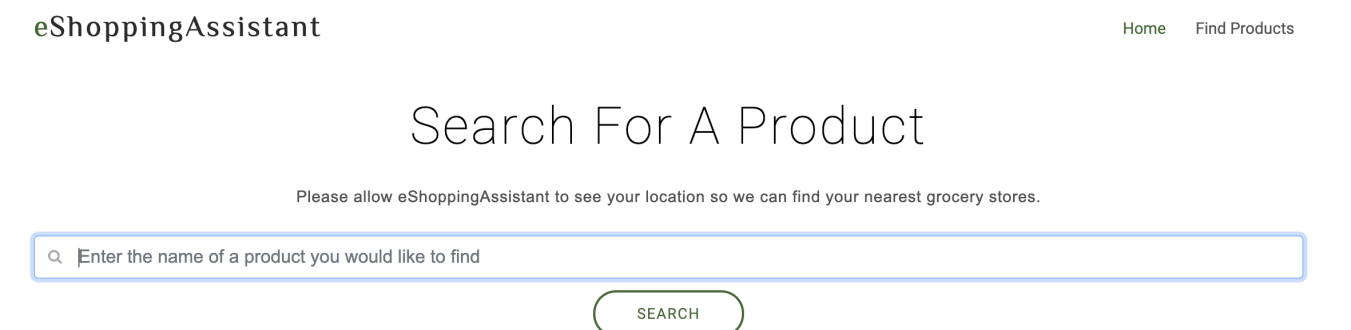 eShoppingAssistant
Home
Find Products
Search For A Product
Please allow eShoppingAssistant to see your location so we can find your nearest grocery stores.
Enter the name of a product you would like to find
SEARCH